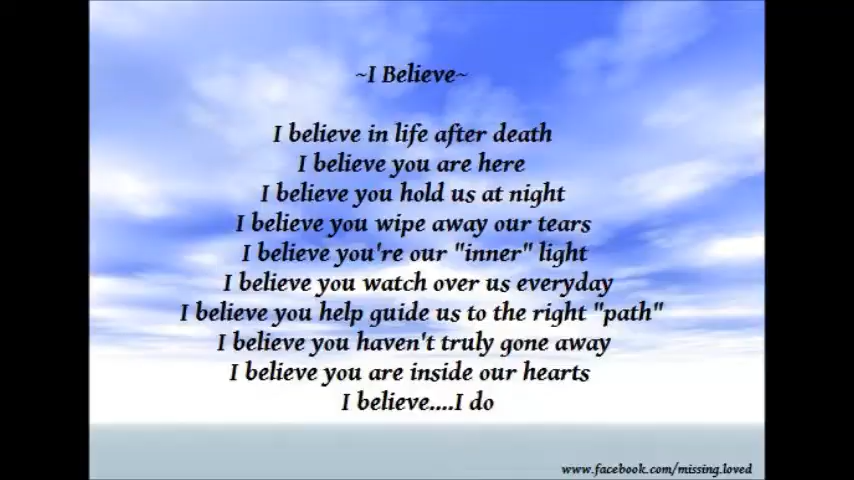 ~I Believe~
I believe in life after death
I believe you are here
I believe you hold us at night
I believe you wipe away our tears
I believe you're our "inner" light
I believe you watch over us everyday
I believe you help guide us to the right "path"
I believe you haven't truly gone away
I believe you are inside our hearts
I believe....I do
www.facebook.com/missing.loved